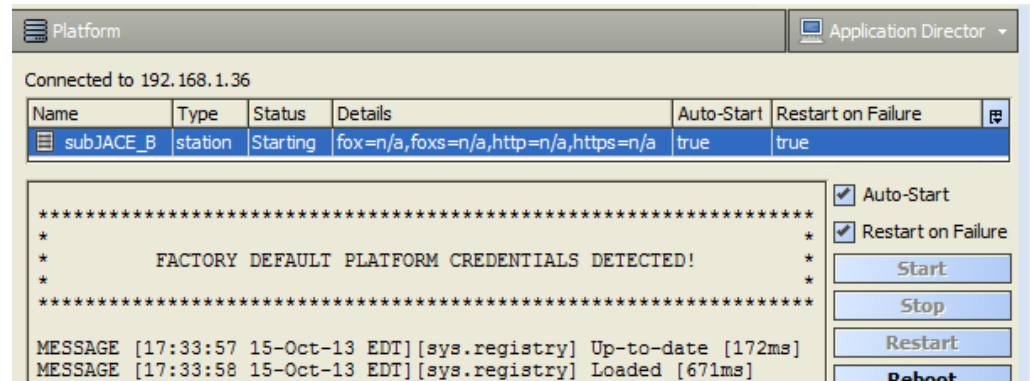 Platform Application Director
Connected to 192.168.1.36
Name Type Status Details Auto-Start Restart on Failure
subJACE_B station Starting fox=n/a,foxs=n/a,http=n/a,https=n/a true true
Auto-Start
******************************************************************
* * Restart on Failure
* FACTORY DEFAULT PLATFORM CREDENTIALS DETECTED! *
* * Start
******************************************************************
Stop
MESSAGE [17:33:57 15-Oct-13 EDT][sys.registry] Up-to-date [172ms] Restart
MESSAGE [17:33:58 15-Oct-13 EDT][sys.registry] Loaded [671ms]
Reboot